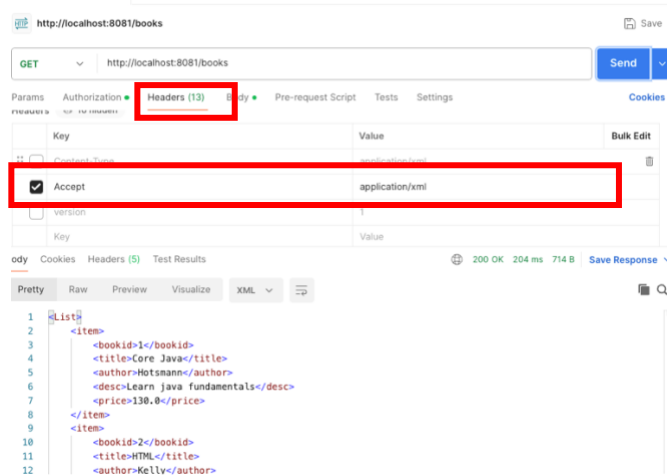 HTTP http://localhost:8081/books Save
GET http://localhost:8081/books Send
Params Authorization Headers (13) Body Pre-request Script Tests Settings Cookies
Headers 10 hidden
Key Value Bulk Edit
Content-Type application/xml
Accept application/xml
version 1
Key Value
ody Cookies Headers (5) Test Results 200 OK 204 ms 714 B Save Response
Pretty Raw Preview Visualize XML
1 <List>
2 <item>
3 <bookid>1</bookid>
4 <title>Core Java</title>
5 <author>Hotsmann</author>
6 <desc>Learn java fundamentals</desc>
7 <price>130.0</price>
8 </item>
9 <item>
10 <bookid>2</bookid>
11 <title>HTML</title>
12 <author>Kelly</author>